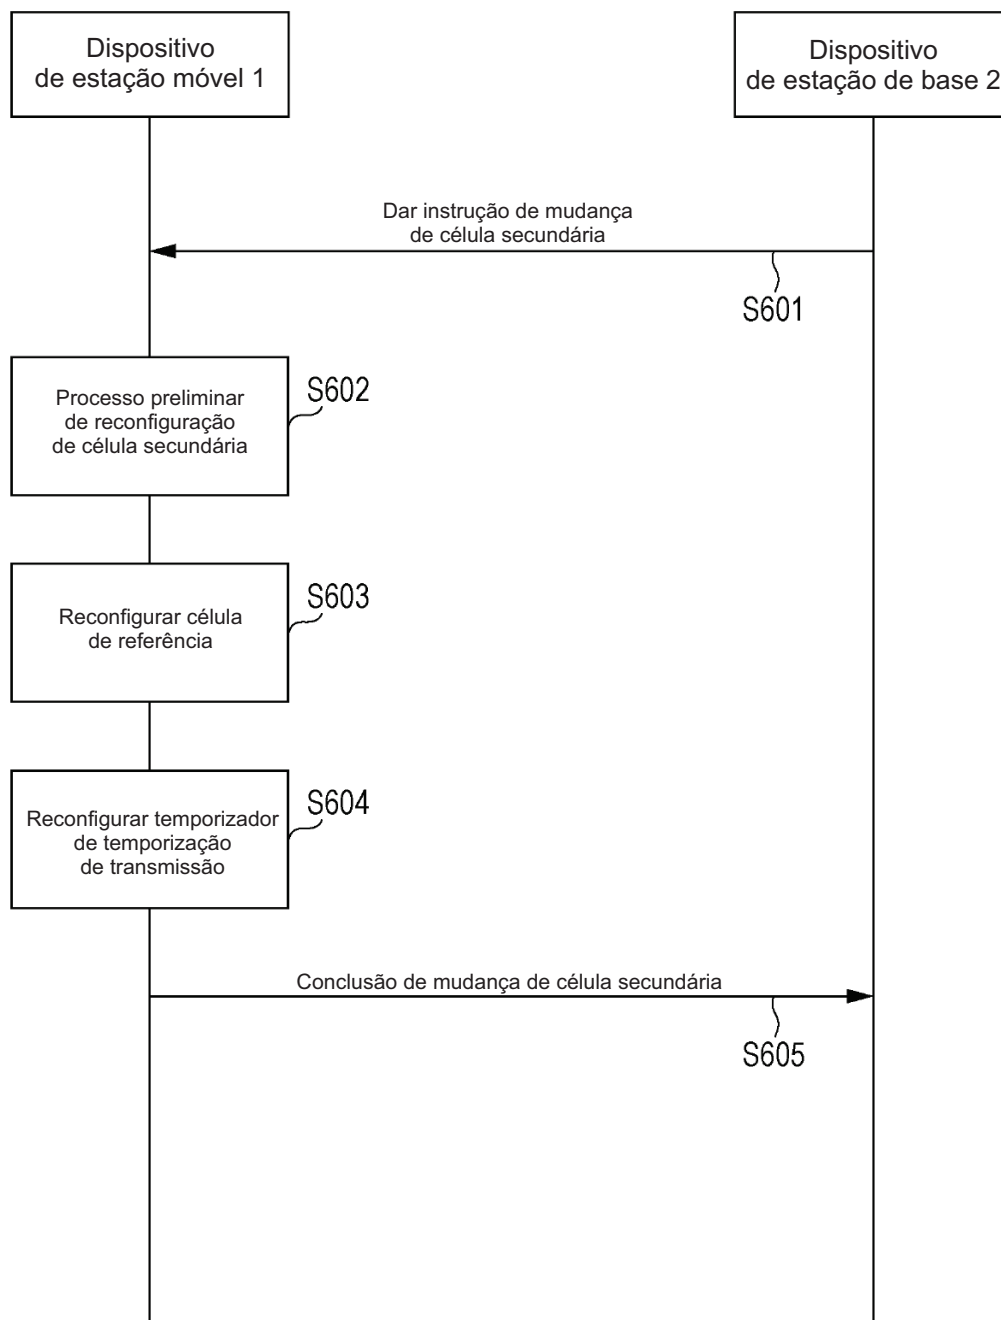 Dispositivo
de estação móvel 1
Dispositivo
de estação de base 2
Dar instrução de mudança
de célula secundária
S601
Processo preliminar
de reconfiguração
de célula secundária
S602
Reconfigurar célula
de referência
S603
Reconfigurar temporizador
de temporização
de transmissão
S604
Conclusão de mudança de célula secundária
S605